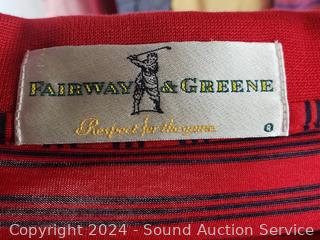 FAIRWAY & GREENE
Respect for the game.
®
Copyright 2024 - Sound Auction Service